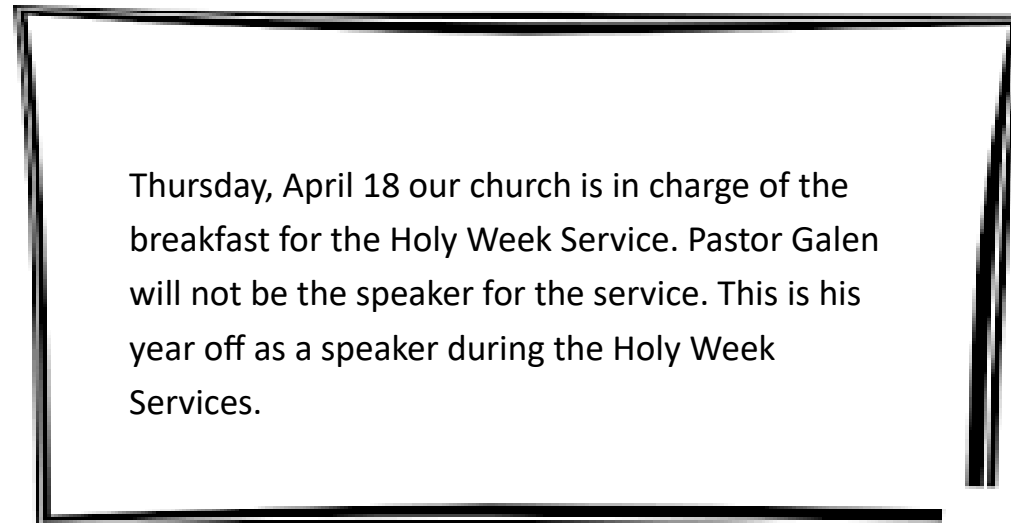 Thursday, April 18 our church is in charge of the
breakfast for the Holy Week Service. Pastor Galen
will not be the speaker for the service. This is his
year off as a speaker during the Holy Week
Services.